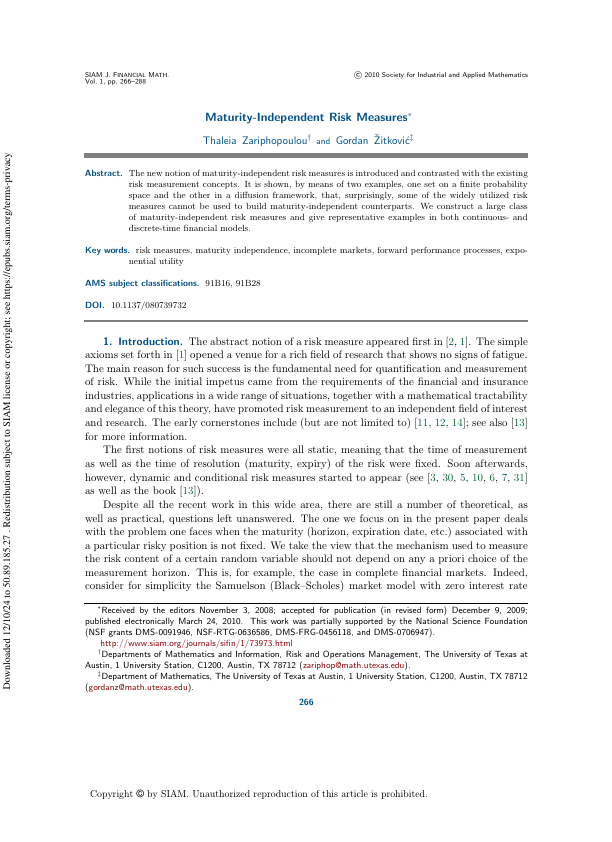 SIAM J. FINANCIAL MATH.
Vol. 1, pp. 266–288
© 2010 Society for Industrial and Applied Mathematics
Maturity-Independent Risk Measures*
Thaleia Zariphopoulou† and Gordan Žitković‡
Abstract. The new notion of maturity-independent risk measures is introduced and contrasted with the existing
risk measurement concepts. It is shown, by means of two examples, one set on a finite probability
space and the other in a diffusion framework, that, surprisingly, some of the widely utilized risk
measures cannot be used to build maturity-independent counterparts. We construct a large class
of maturity-independent risk measures and give representative examples in both continuous- and
discrete-time financial models.
Key words. risk measures, maturity independence, incomplete markets, forward performance processes, expo-
nential utility
AMS subject classifications. 91B16, 91B28
DOI. 10.1137/080739732
1. Introduction. The abstract notion of a risk measure appeared first in [2, 1]. The simple
axioms set forth in [1] opened a venue for a rich field of research that shows no signs of fatigue.
The main reason for such success is the fundamental need for quantification and measurement
of risk. While the initial impetus came from the requirements of the financial and insurance
industries, applications in a wide range of situations, together with a mathematical tractability
and elegance of this theory, have promoted risk measurement to an independent field of interest
and research. The early cornerstones include (but are not limited to) [11, 12, 14]; see also [13]
for more information.
The first notions of risk measures were all static, meaning that the time of measurement
as well as the time of resolution (maturity, expiry) of the risk were fixed. Soon afterwards,
however, dynamic and conditional risk measures started to appear (see [3, 30, 5, 10, 6, 7, 31]
as well as the book [13]).
Despite all the recent work in this wide area, there are still a number of theoretical, as
well as practical, questions left unanswered. The one we focus on in the present paper deals
with the problem one faces when the maturity (horizon, expiration date, etc.) associated with
a particular risky position is not fixed. We take the view that the mechanism used to measure
the risk content of a certain random variable should not depend on any a priori choice of the
measurement horizon. This is, for example, the case in complete financial markets. Indeed,
consider for simplicity the Samuelson (Black–Scholes) market model with zero interest rate
*Received by the editors November 3, 2008; accepted for publication (in revised form) December 9, 2009;
published electronically March 24, 2010. This work was partially supported by the National Science Foundation
(NSF grants DMS-0091946, NSF-RTG-0636586, DMS-FRG-0456118, and DMS-0706947).
http://www.siam.org/journals/sifin/1/73973.html
†Departments of Mathematics and Information, Risk and Operations Management, The University of Texas at
Austin, 1 University Station, C1200, Austin, TX 78712 (zariphop@math.utexas.edu).
‡Department of Mathematics, The University of Texas at Austin, 1 University Station, C1200, Austin, TX 78712
(gordanz@math.utexas.edu).
266
Copyright © by SIAM. Unauthorized reproduction of this article is prohibited.
Downloaded 12/10/24 to 50.89.185.27 . Redistribution subject to SIAM license or copyright; see https://epubs.siam.org/terms-privacy